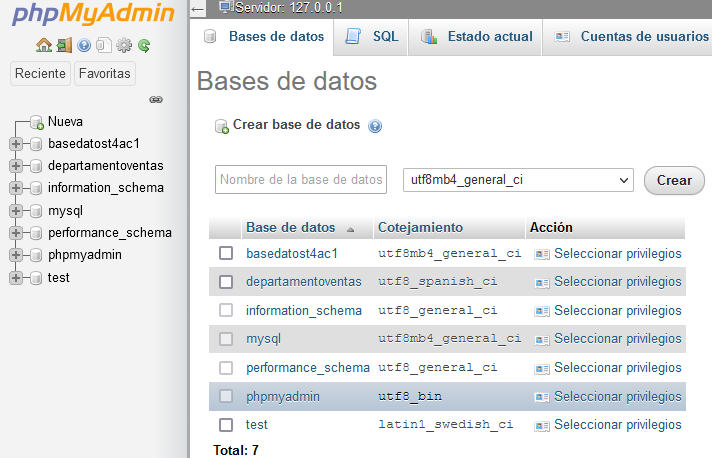 phpMyAdmin
Reciente Favoritas
Nueva
basedatost4ac1
departamentoventas
information_schema
mysql
performance_schema
phpmyadmin
test
Servidor: 127.0.0.1
Bases de datos SQL Estado actual Cuentas de usuarios
Bases de datos
Crear base de datos
Nombre de la base de datos utf8mb4_general_ci Crear
Base de datos Cotejamiento Acción
basedatost4ac1 utf8mb4_general_ci Seleccionar privilegios
departamentoventas utf8_spanish_ci Seleccionar privilegios
information_schema utf8_general_ci Seleccionar privilegios
mysql utf8mb4_general_ci Seleccionar privilegios
performance_schema utf8_general_ci Seleccionar privilegios
phpmyadmin utf8_bin Seleccionar privilegios
test latin1_swedish_ci Seleccionar privilegios
Total: 7